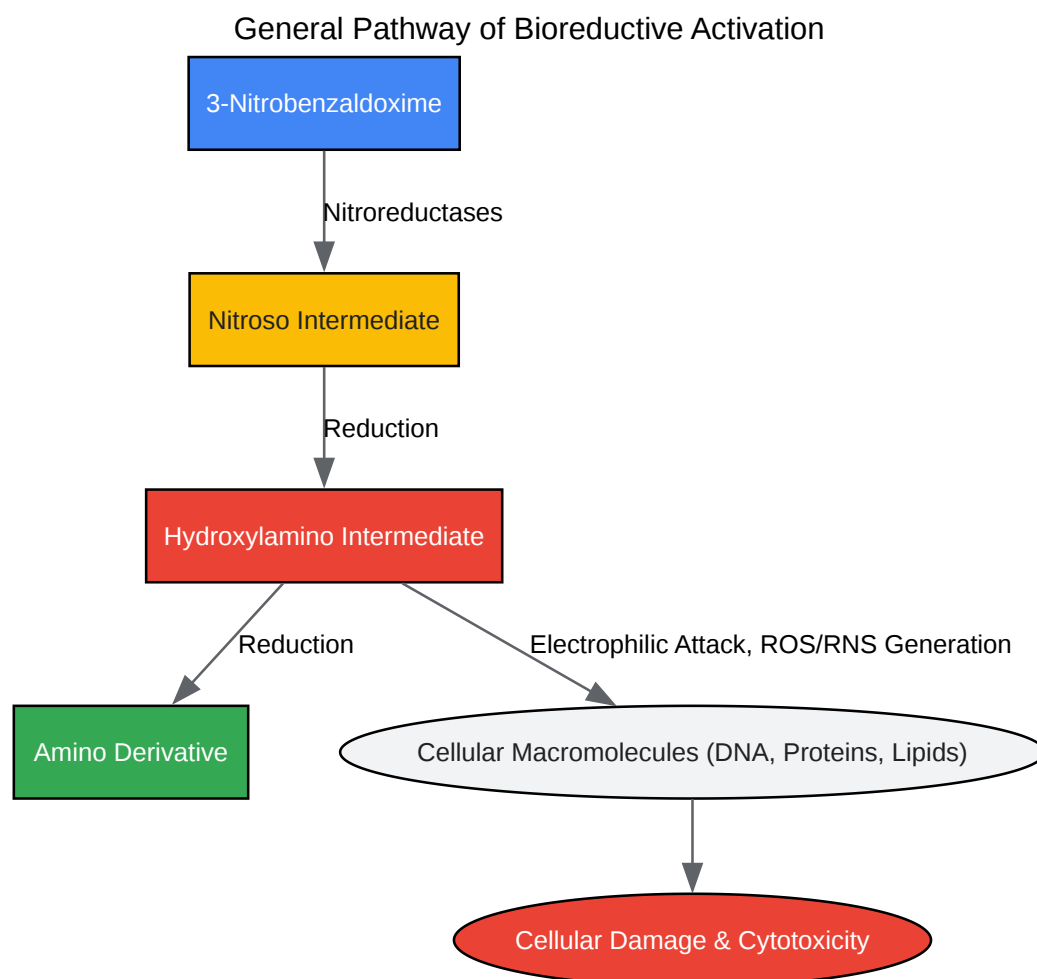 General Pathway of Bioreductive Activation
3-Nitrobenzaldoxime
Nitroreductases
Nitroso Intermediate
Reduction
Hydroxylamino Intermediate
Reduction
Electrophilic Attack, ROS/RNS Generation
Amino Derivative
Cellular Macromolecules (DNA, Proteins, Lipids)
Cellular Damage & Cytotoxicity